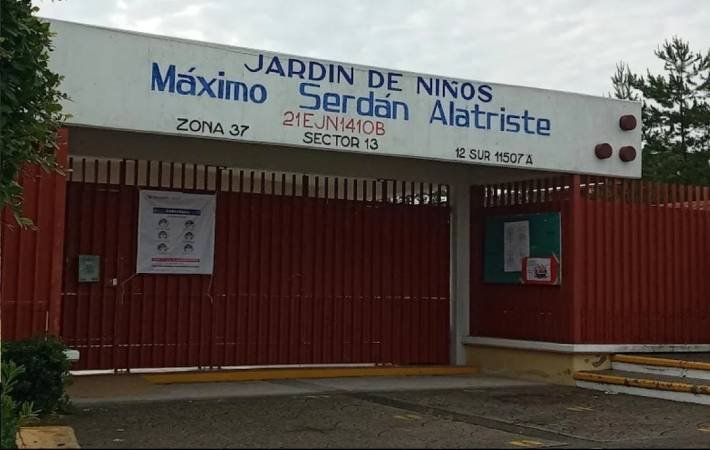 JARDIN DE NIÑOS
Máximo Serdán Alatriste
21EJN1410B
ZONA 37 SECTOR 13 12 SUR 11507 A